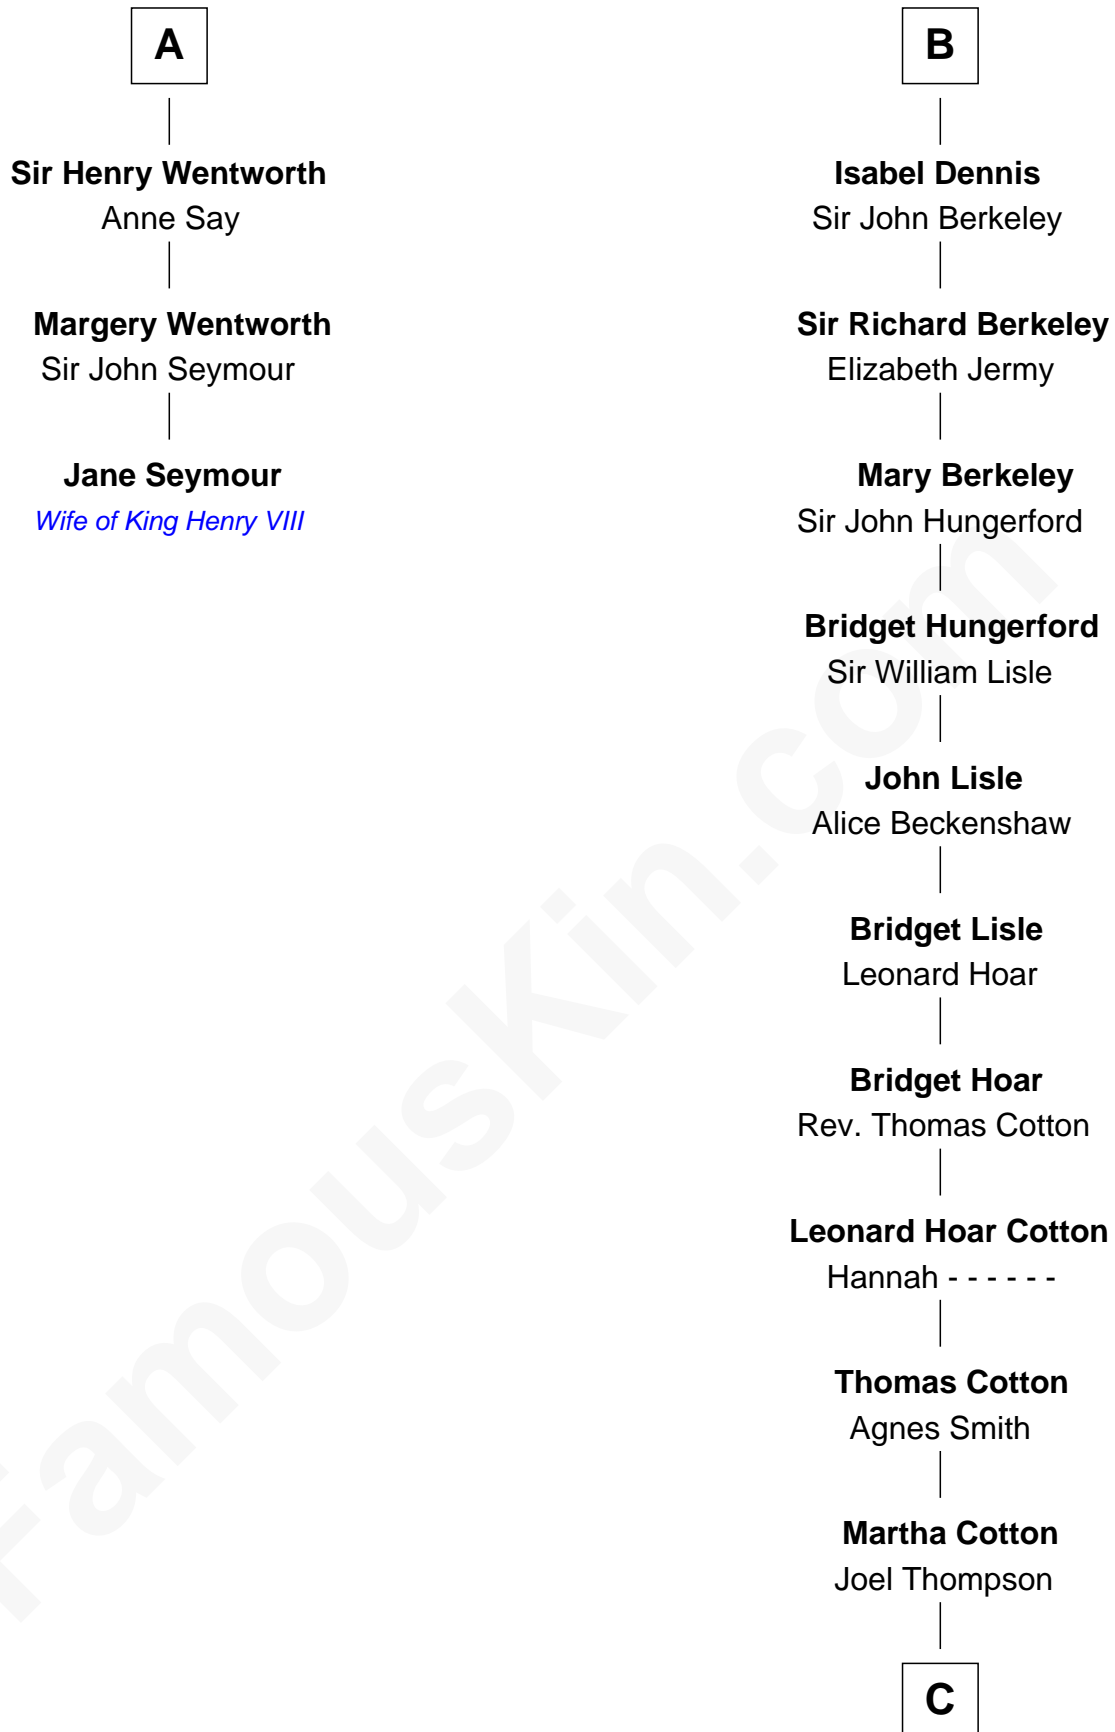 A
Sir Henry Wentworth
Anne Say
Margery Wentworth
Sir John Seymour
Jane Seymour
Wife of King Henry VIII
B
Isabel Dennis
Sir John Berkeley
Sir Richard Berkeley
Elizabeth Jermy
Mary Berkeley
Sir John Hungerford
Bridget Hungerford
Sir William Lisle
John Lisle
Alice Beckenshaw
Bridget Lisle
Leonard Hoar
Bridget Hoar
Rev. Thomas Cotton
Leonard Hoar Cotton
Hannah - - - - - -
Thomas Cotton
Agnes Smith
Martha Cotton
Joel Thompson
C
FamousKin.com